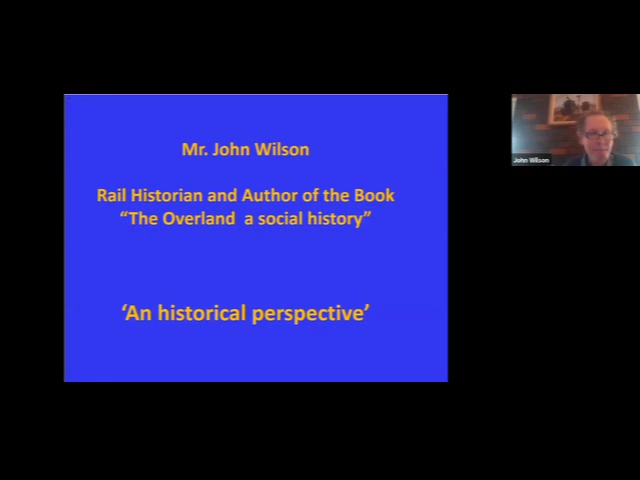 Mr. John Wilson
Rail Historian and Author of the Book
“The Overland  a social history”
‘An historical perspective’
John Wilson